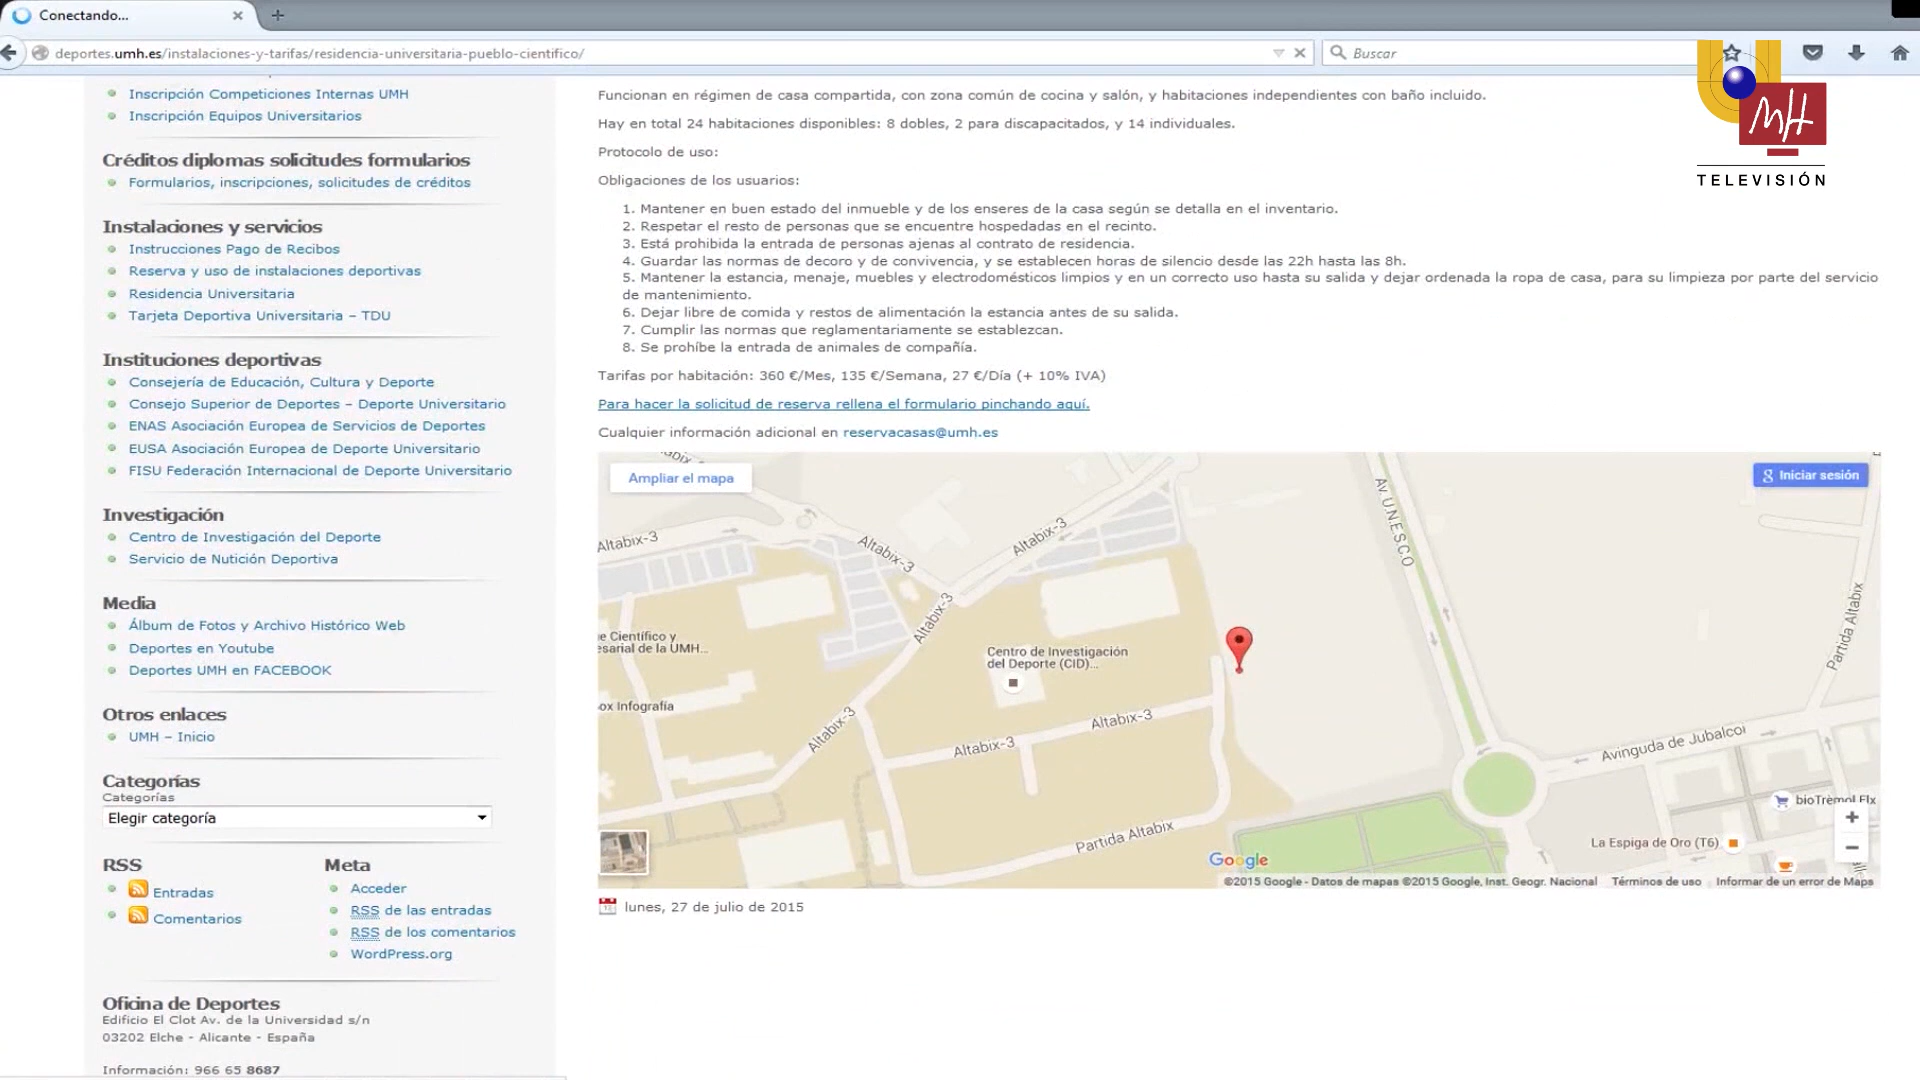 Conectando...
deportes.umh.es/instalaciones-y-tarifas/residencia-universitaria-pueblo-cientifico/
Buscar
MH
TELEVISIÓN
Inscripción Competiciones Internas UMH
Inscripción Equipos Universitarios
Créditos diplomas solicitudes formularios
Formularios, inscripciones, solicitudes de créditos
Instalaciones y servicios
Instrucciones Pago de Recibos
Reserva y uso de instalaciones deportivas
Residencia Universitaria
Tarjeta Deportiva Universitaria – TDU
Instituciones deportivas
Consejería de Educación, Cultura y Deporte
Consejo Superior de Deportes – Deporte Universitario
ENAS Asociación Europea de Servicios de Deportes
EUSA Asociación Europea de Deporte Universitario
FISU Federación Internacional de Deporte Universitario
Investigación
Centro de Investigación del Deporte
Servicio de Nutición Deportiva
Media
Álbum de Fotos y Archivo Histórico Web
Deportes en Youtube
Deportes UMH en FACEBOOK
Otros enlaces
UMH – Inicio
Categorías
Categorías
Elegir categoría
RSS
Entradas
Comentarios
Meta
Acceder
RSS de las entradas
RSS de los comentarios
WordPress.org
Oficina de Deportes
Edificio El Clot Av. de la Universidad s/n
03202 Elche - Alicante - España
Información: 966 65 8687
Funcionan en régimen de casa compartida, con zona común de cocina y salón, y habitaciones independientes con baño incluido.
Hay en total 24 habitaciones disponibles: 8 dobles, 2 para discapacitados, y 14 individuales.
Protocolo de uso:
Obligaciones de los usuarios:
1. Mantener en buen estado del inmueble y de los enseres de la casa según se detalla en el inventario.
2. Respetar el resto de personas que se encuentre hospedadas en el recinto.
3. Está prohibida la entrada de personas ajenas al contrato de residencia.
4. Guardar las normas de decoro y de convivencia, y se establecen horas de silencio desde las 22h hasta las 8h.
5. Mantener la estancia, menaje, muebles y electrodomésticos limpios y en un correcto uso hasta su salida y dejar ordenada la ropa de casa, para su limpieza por parte del servicio
de mantenimiento.
6. Dejar libre de comida y restos de alimentación la estancia antes de su salida.
7. Cumplir las normas que reglamentariamente se establezcan.
8. Se prohíbe la entrada de animales de compañía.
Tarifas por habitación: 360 €/Mes, 135 €/Semana, 27 €/Día (+ 10% IVA)
Para hacer la solicitud de reserva rellena el formulario pinchando aquí.
Cualquier información adicional en reservacasas@umh.es
Ampliar el mapa
Iniciar sesión
Altabix-3
Altabix-3
Altabix-3
Av. U.N.E.S.C.O
Altabix-3
Partida Altabix
e Científico y
esarial de la UMH...
Centro de Investigación
del Deporte (CID)...
ox Infografía
Altabix-3
Altabix-3
Altabix-3
Avinguda de Jubalcoi
bioTrèmol Elx
Partida Altabix
La Espiga de Oro (T6)
Google
©2015 Google - Datos de mapas ©2015 Google, Inst. Geogr. Nacional
Términos de uso
Informar de un error de Maps
lunes, 27 de julio de 2015